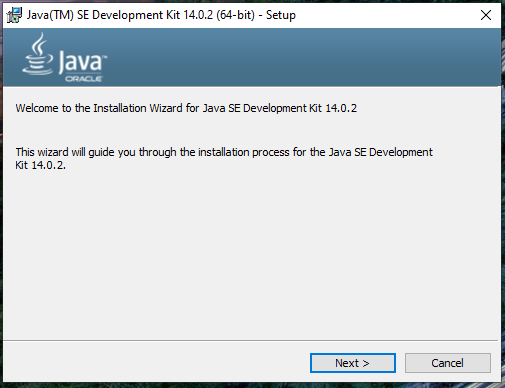 Java(TM) SE Development Kit 14.0.2 (64-bit) - Setup
Java™
ORACLE
Welcome to the Installation Wizard for Java SE Development Kit 14.0.2
This wizard will guide you through the installation process for the Java SE Development
Kit 14.0.2.
Next >
Cancel